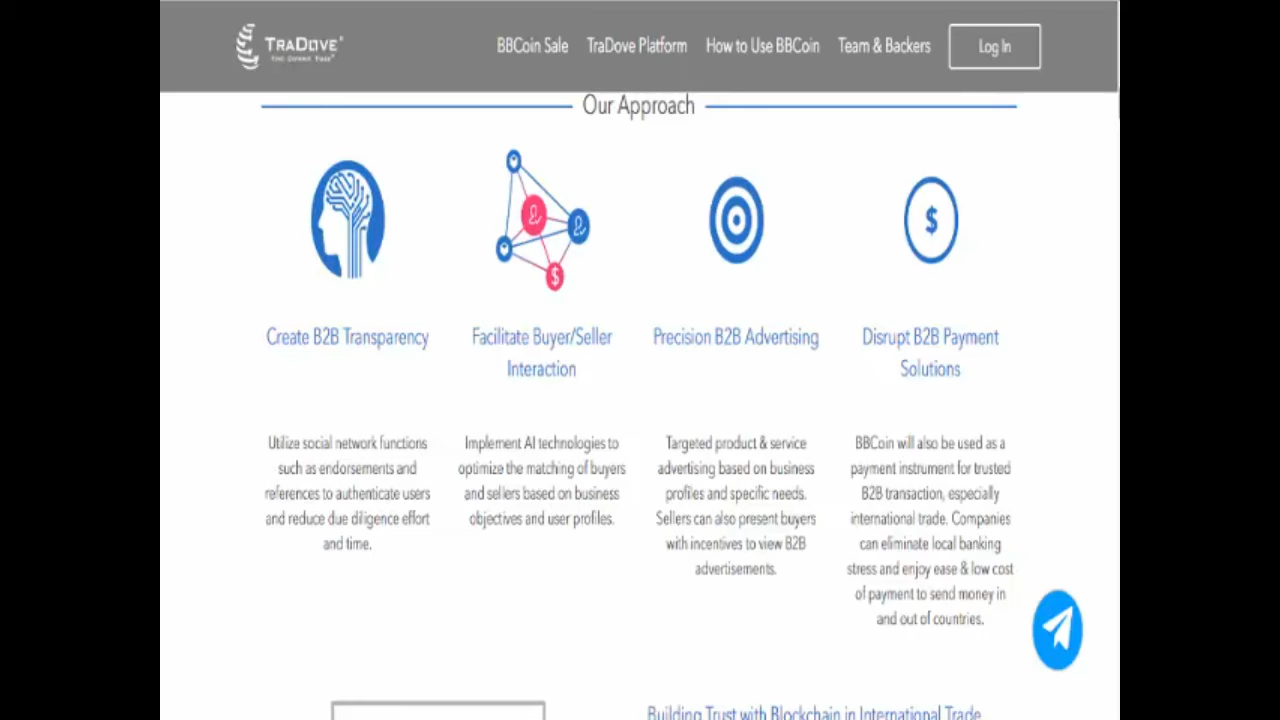 TRADOVE
BBCoin Sale
TraDove Platform
How to Use BBCoin
Team & Backers
Log In
Our Approach
Create B2B Transparency
Utilize social network functions
such as endorsements and
references to authenticate users
and reduce due diligence effort
and time.
Facilitate Buyer/Seller
Interaction
Implement AI technologies to
optimize the matching of buyers
and sellers based on business
objectives and user profiles.
Precision B2B Advertising
Targeted product & service
advertising based on business
profiles and specific needs.
Sellers can also present buyers
with incentives to view B2B
advertisements.
Disrupt B2B Payment
Solutions
BBCoin will also be used as a
payment instrument for trusted
B2B transaction, especially
international trade. Companies
can eliminate local banking
stress and enjoy ease & low cost
of payment to send money in
and out of countries.
Building Trust with Blockchain in International Trade